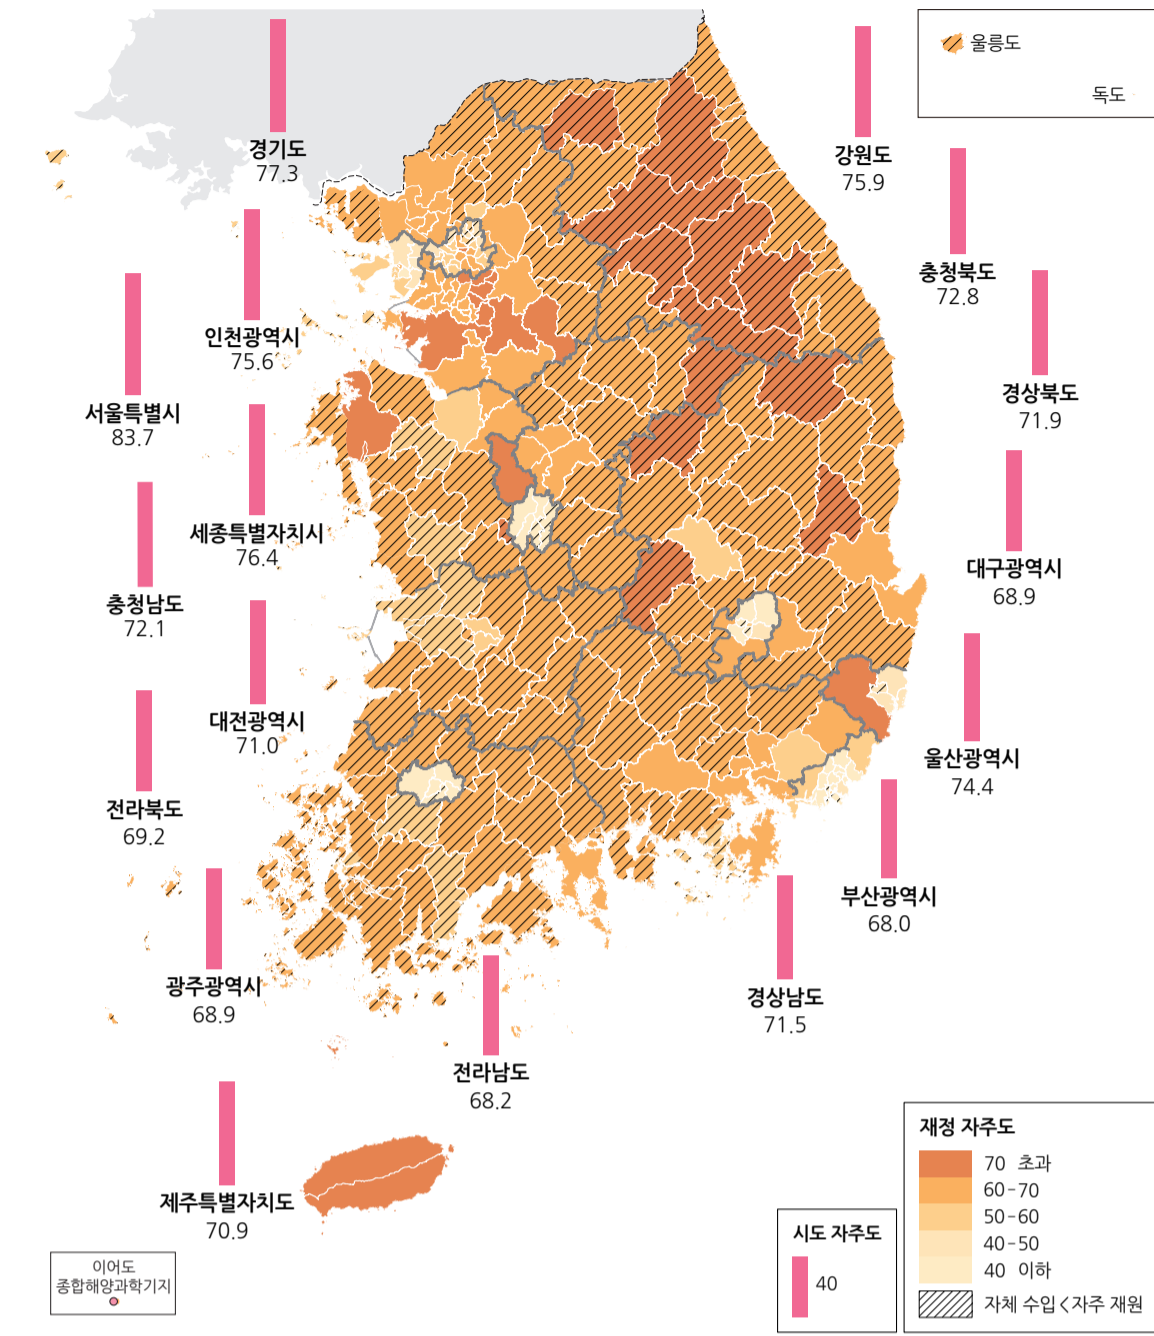 울릉도
독도
경기도
77.3
강원도
75.9
충청북도
72.8
인천광역시
75.6
경상북도
71.9
서울특별시
83.7
세종특별자치시
76.4
대구광역시
68.9
충청남도
72.1
대전광역시
71.0
울산광역시
74.4
전라북도
69.2
부산광역시
68.0
광주광역시
68.9
경상남도
71.5
전라남도
68.2
제주특별자치도
70.9
이어도
종합해양과학기지
시도 자주도
40
재정 자주도
70 초과
60-70
50-60
40-50
40 이하
자체 수입<자주 재원